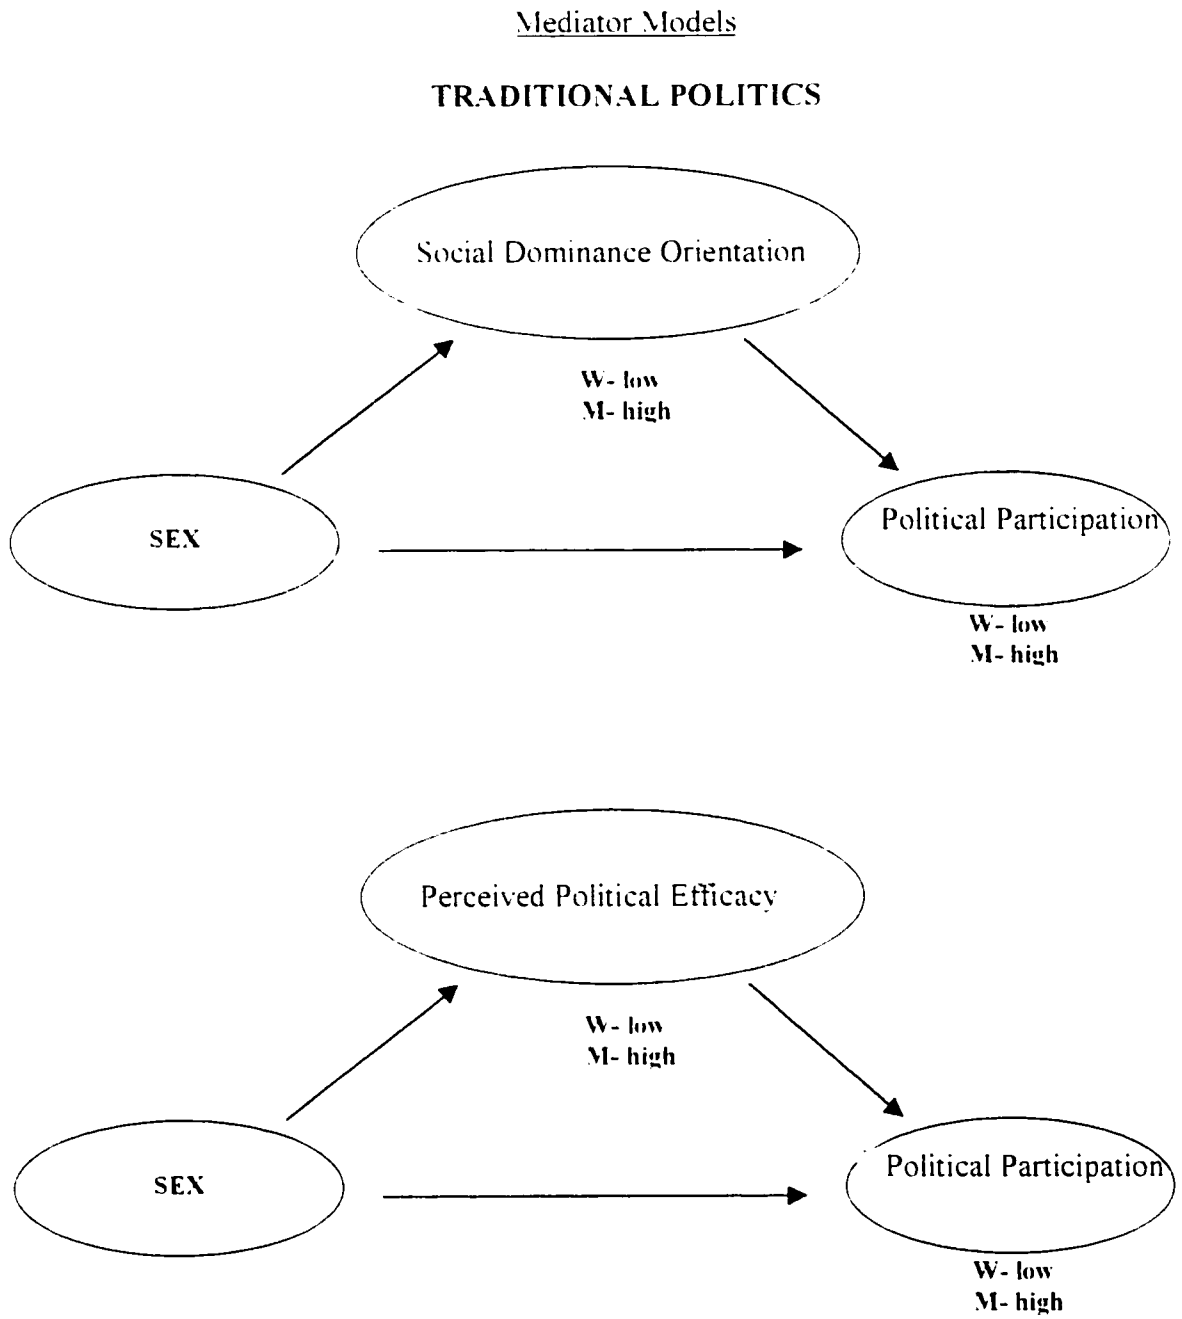 Mediator Models
TRADITIONAL POLITICS
Social Dominance Orientation
W- low
M- high
SEX
Political Participation
W- low
M- high
Perceived Political Efficacy
W- low
M- high
SEX
Political Participation
W- low
M- high